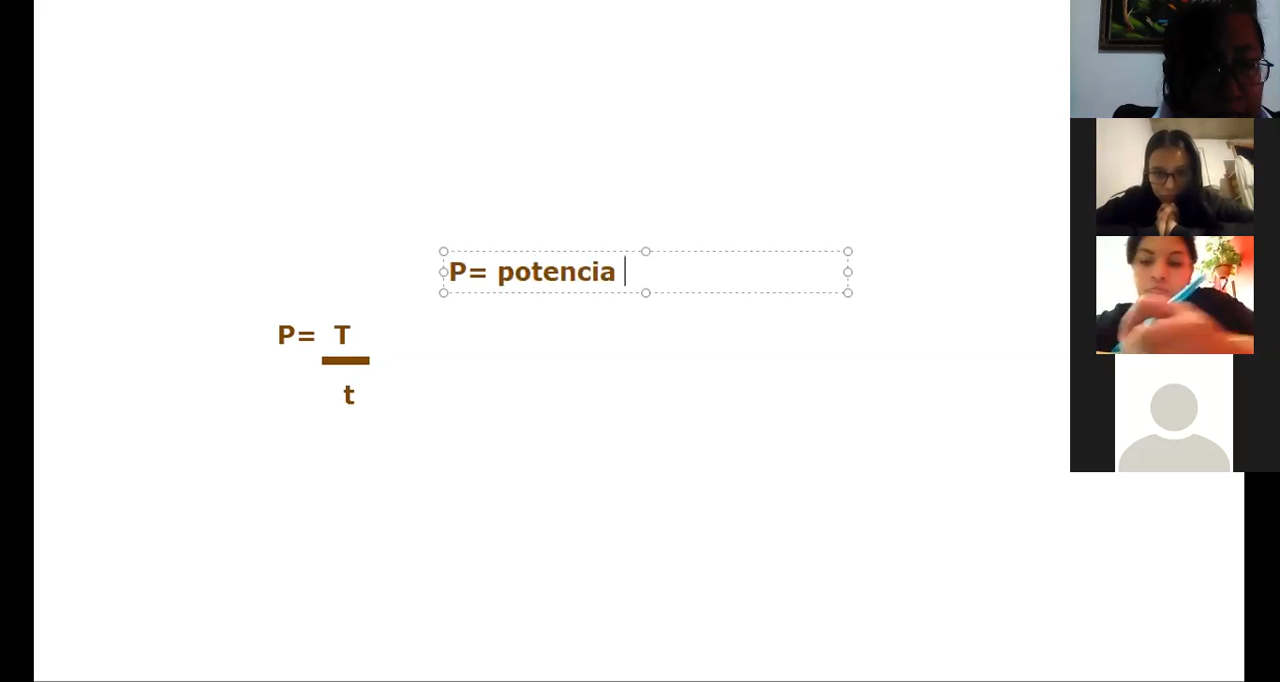 P= potencia
P= T
t